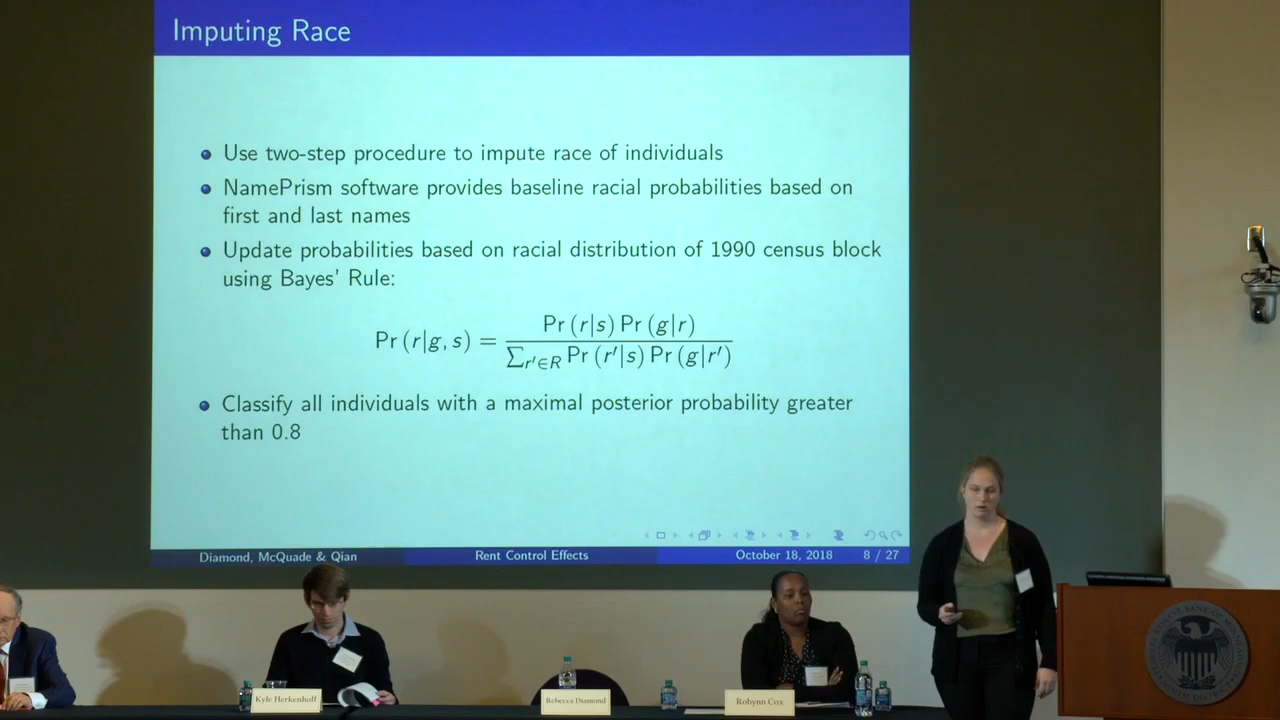 Imputing Race
Use two-step procedure to impute race of individuals
NamePrism software provides baseline racial probabilities based on
first and last names
Update probabilities based on racial distribution of 1990 census block
using Bayes' Rule:
Pr (r|g, s) = Pr (r|s) Pr (g|r) / ∑r′∈R Pr (r′|s) Pr (g|r′)
Classify all individuals with a maximal posterior probability greater
than 0.8
Diamond, McQuade & Qian Rent Control Effects October 18, 2018 8 / 27
Kyle Herkenhoff
Rebecca Diamond
Robynn Cox